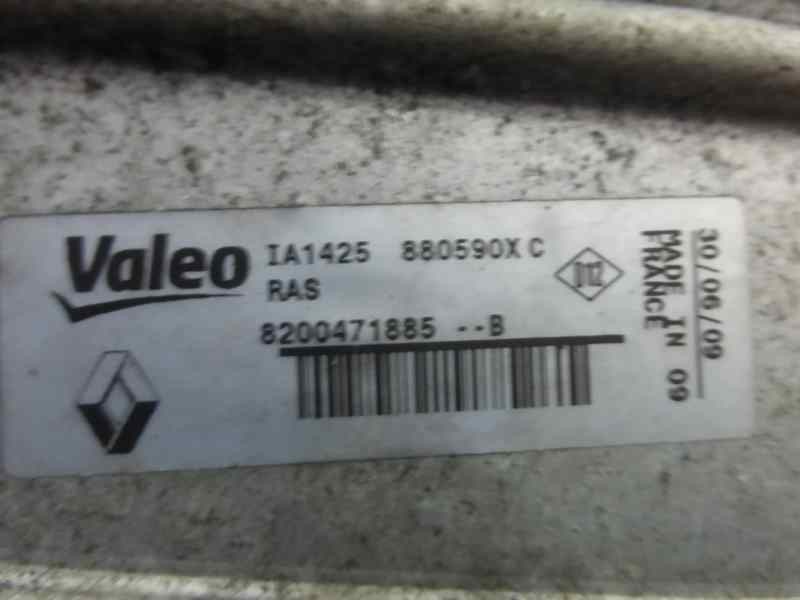 Valeo
IA1425 880590X C
RAS
8200471885 --B
D12
30/06/09
MADE IN 09
FRANCE